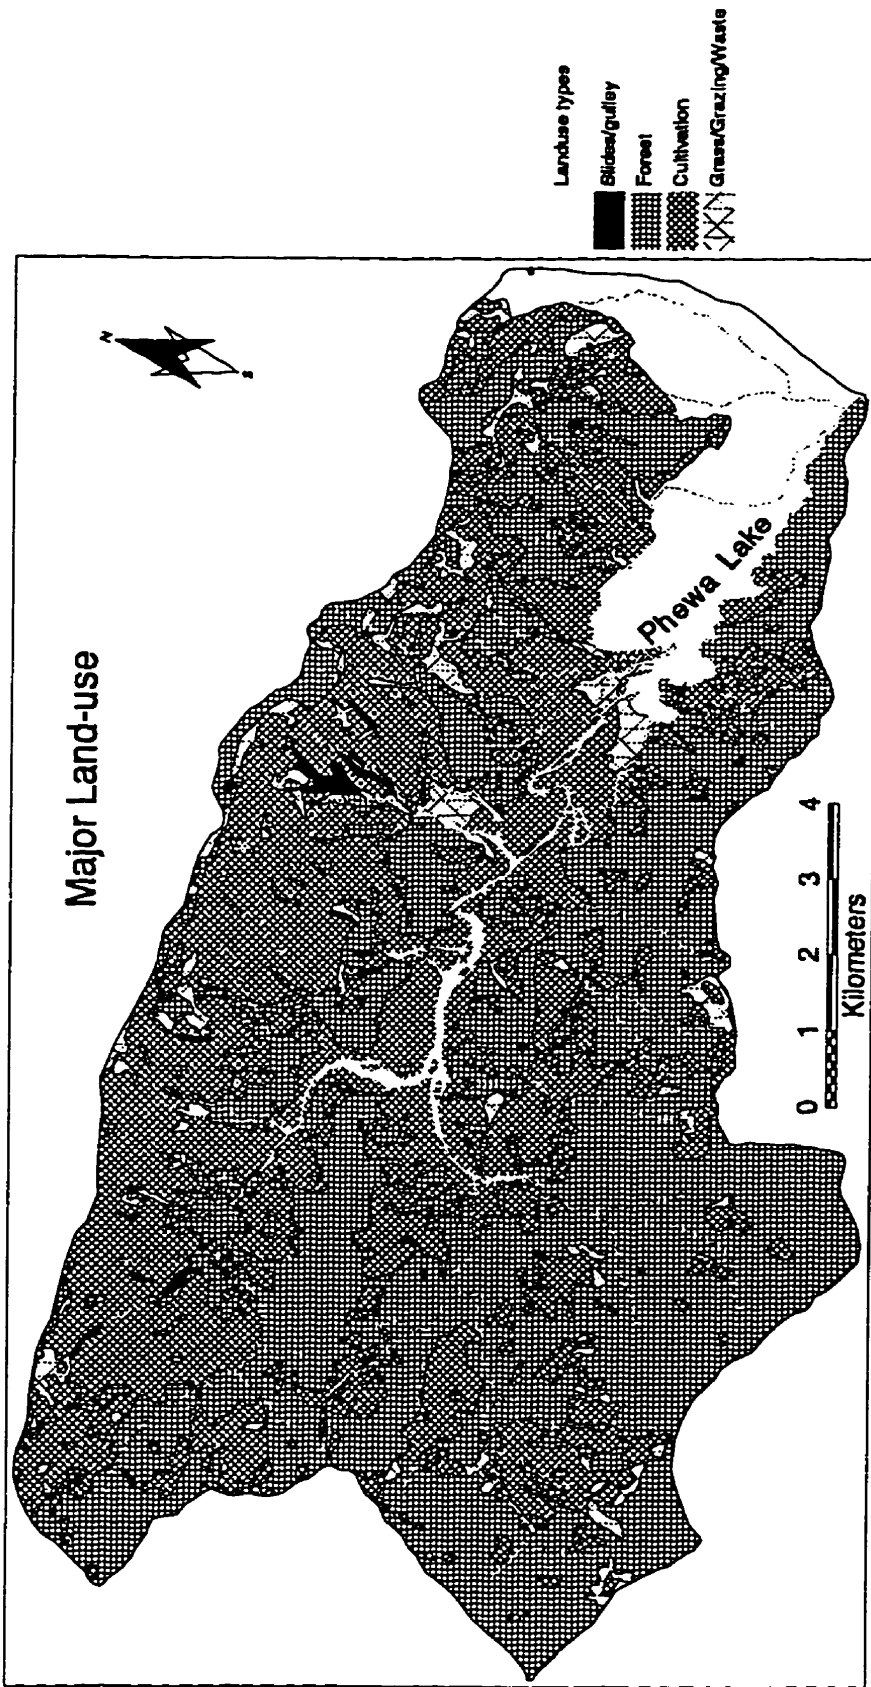 Major Land-use
N
S
Phewa Lake
0 1 2 3 4
Kilometers
Landuse types
Slides/gulley
Forest
Cultivation
Grass/Grazing/Waste